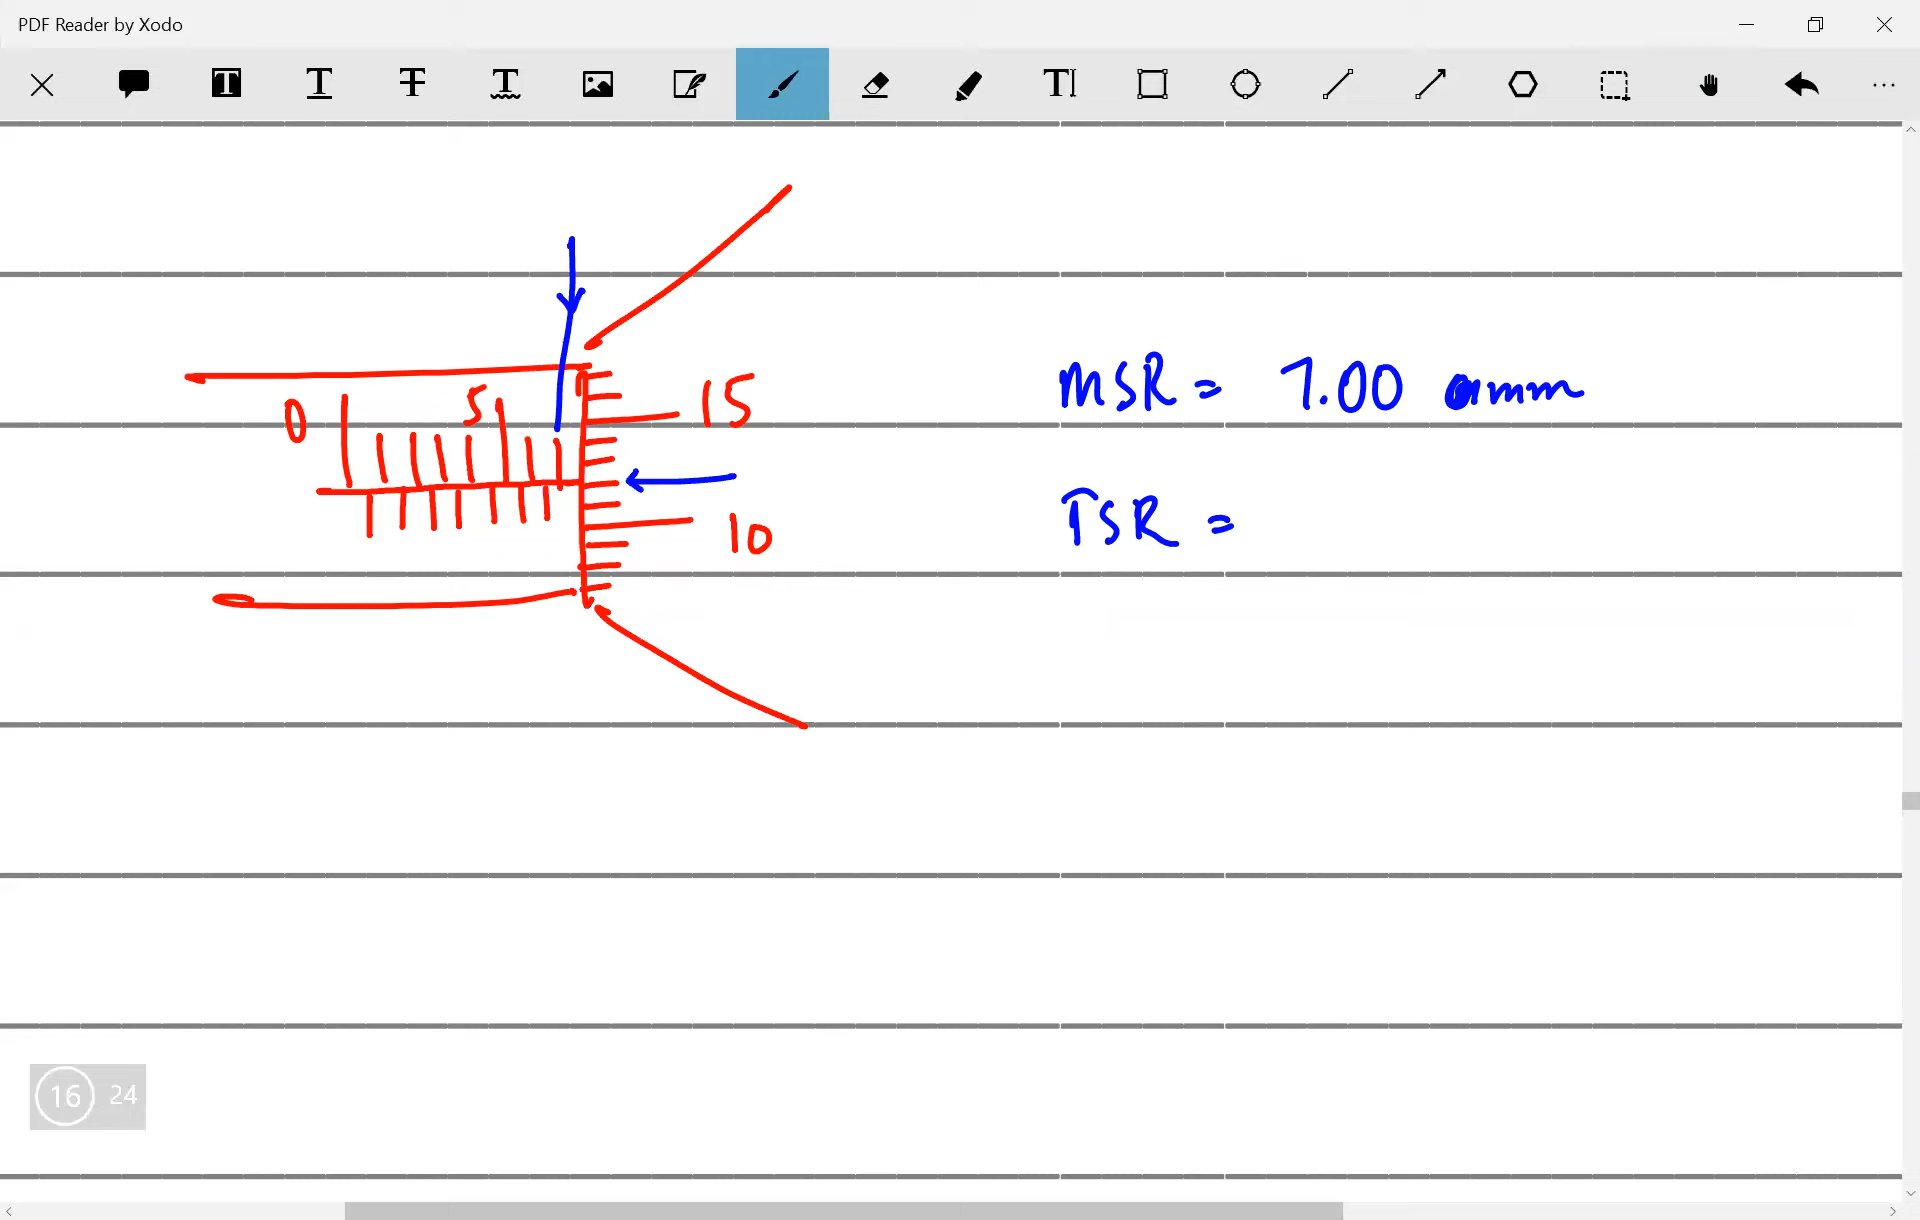 PDF Reader by Xodo
0
5
15
10
MSR = 7.00 mm
TSR =
16 24